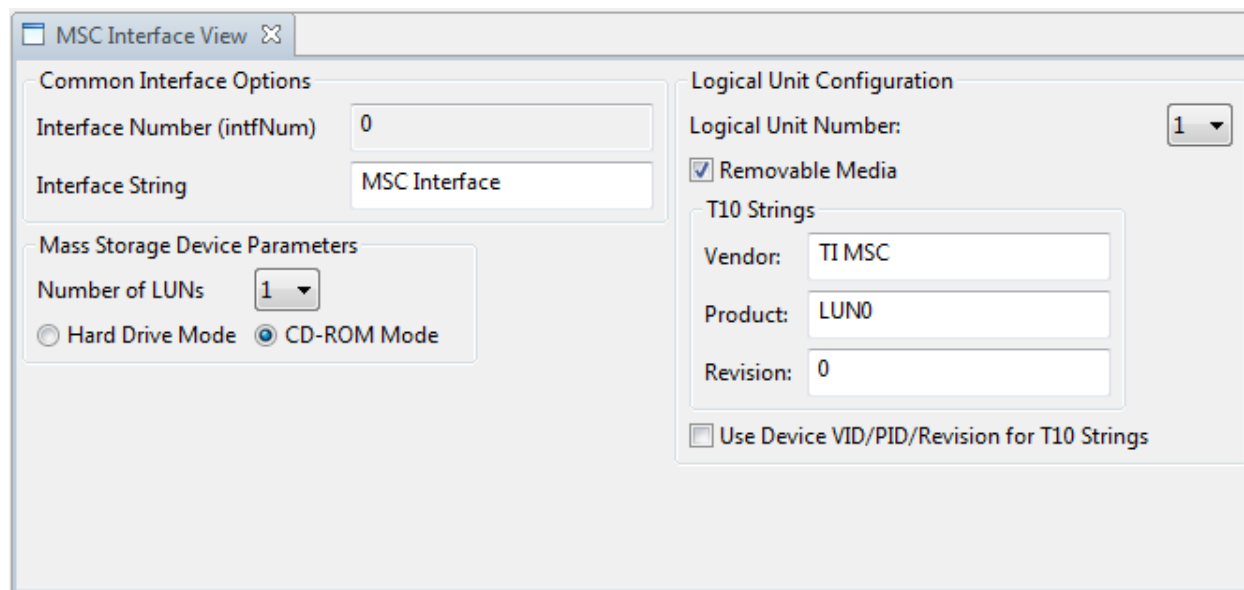 MSC Interface View
Common Interface Options
Interface Number (intfNum) 0
Interface String MSC Interface
Mass Storage Device Parameters
Number of LUNs 1
Hard Drive Mode CD-ROM Mode
Logical Unit Configuration
Logical Unit Number: 1
Removable Media
T10 Strings
Vendor: TI MSC
Product: LUN0
Revision: 0
Use Device VID/PID/Revision for T10 Strings